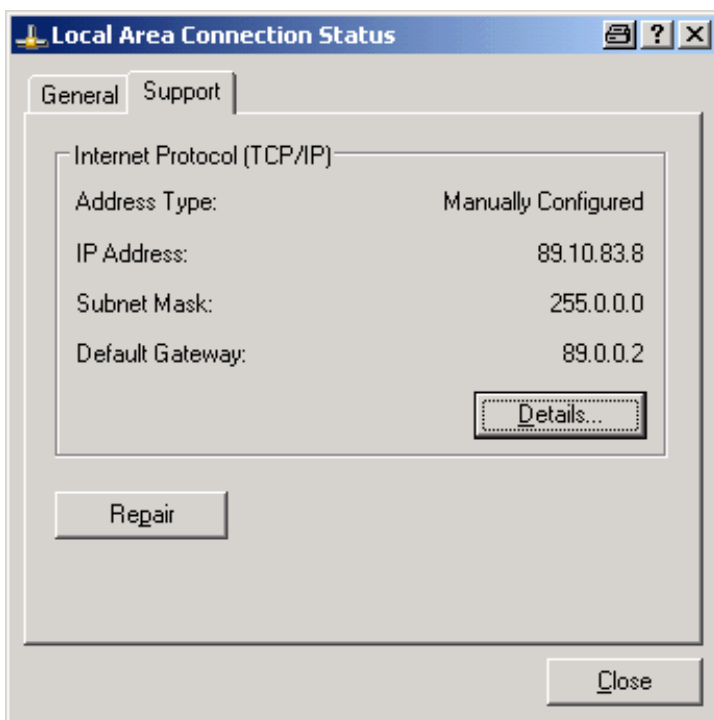 Local Area Connection Status
General Support
Internet Protocol (TCP/IP)
Address Type: Manually Configured
IP Address: 89.10.83.8
Subnet Mask: 255.0.0.0
Default Gateway: 89.0.0.2
Details...
Repair
Close